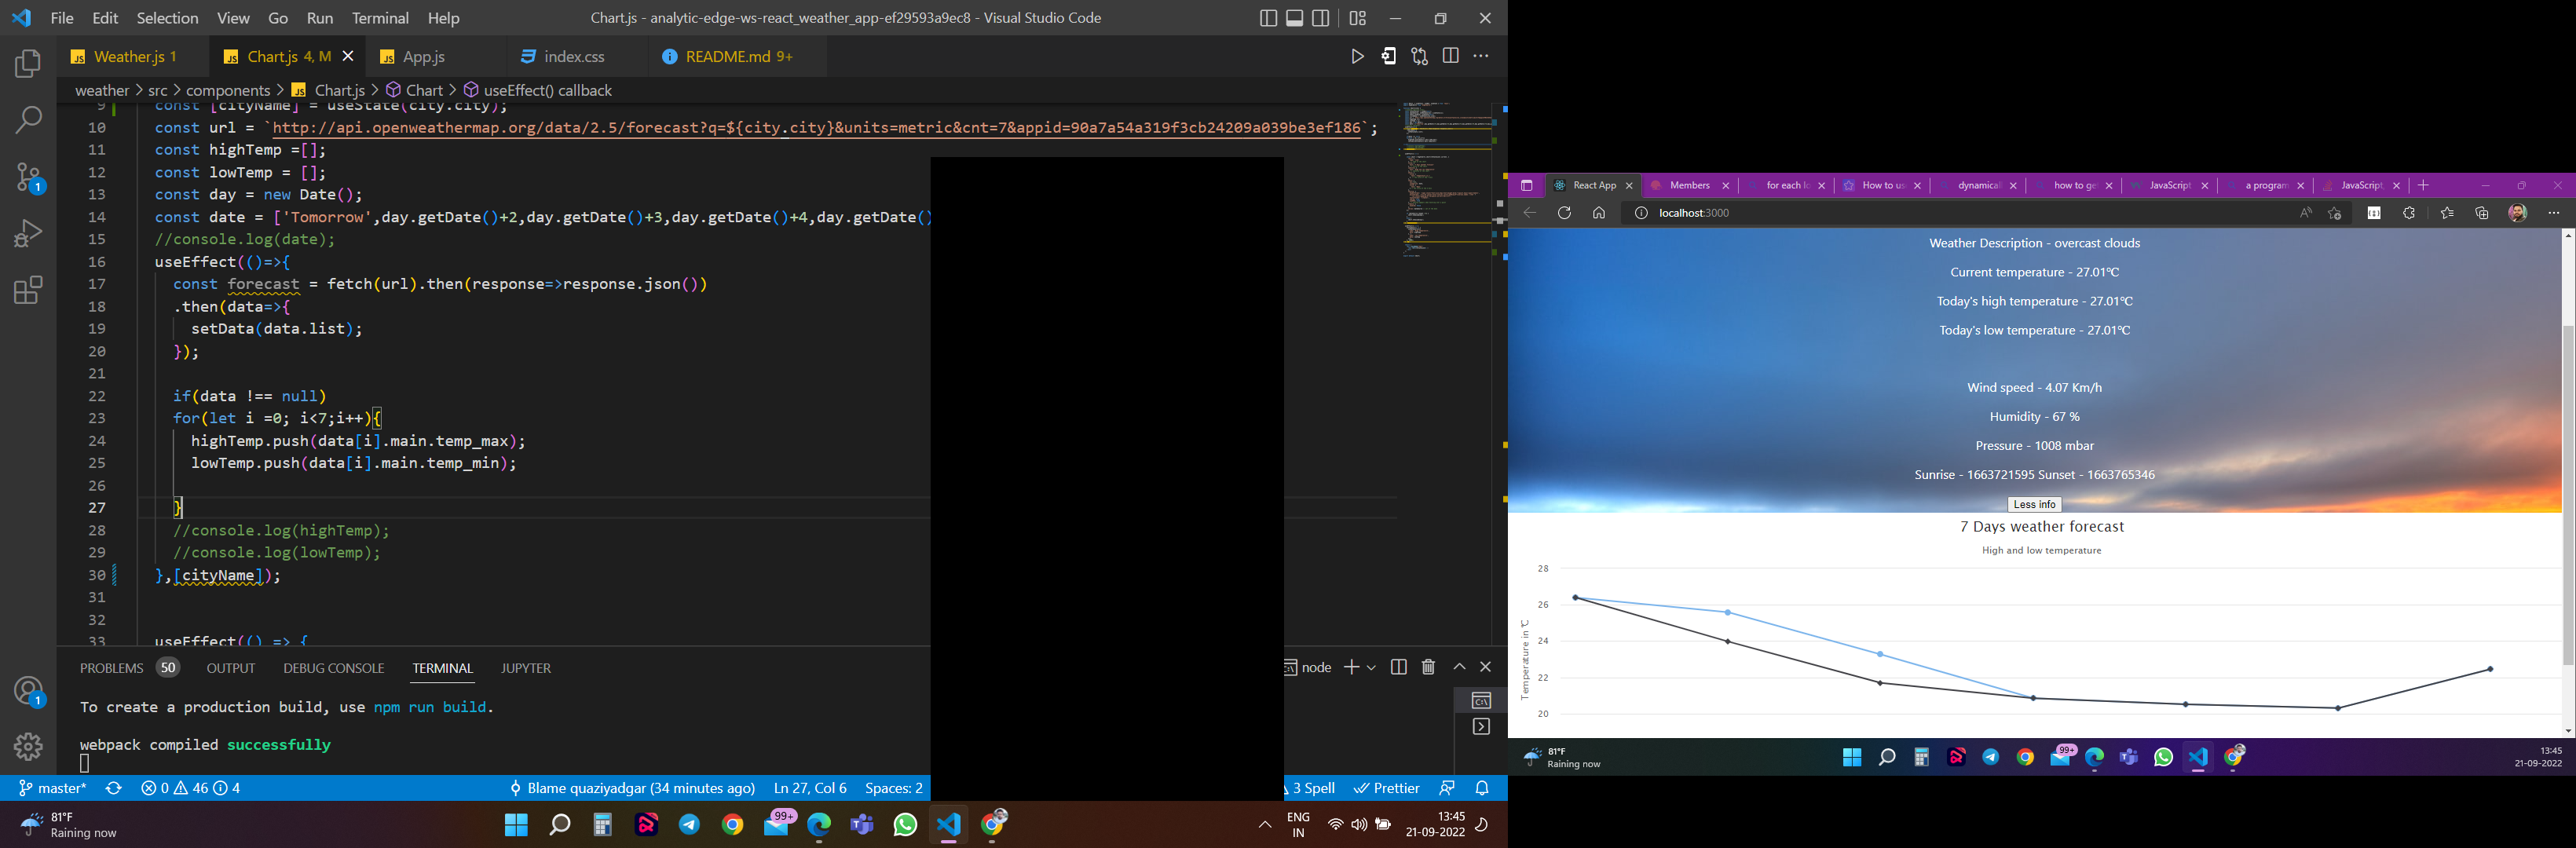 File Edit Selection View Go Run Terminal Help
Chart.js - analytic-edge-ws-react_weather_app-ef29593a9ec8 - Visual Studio Code
Weather.js 1
Chart.js 4, M
App.js
index.css
README.md 9+
weather > src > components > Chart.js > Chart > useEffect() callback
9 const [cityName] = useState(city.city);
10 const url = `http://api.openweathermap.org/data/2.5/forecast?q=${city.city}&units=metric&cnt=7&appid=90a7a54a319f3cb24209a039be3ef186`;
11 const highTemp =[];
12 const lowTemp = [];
13 const day = new Date();
14 const date = ['Tomorrow',day.getDate()+2,day.getDate()+3,day.getDate()+4,day.getDate()
15 //console.log(date);
16 useEffect(()=>{
17 const forecast = fetch(url).then(response=>response.json())
18 .then(data=>{
19 setData(data.list);
20 });
21
22 if(data !== null)
23 for(let i =0; i<7;i++){
24 highTemp.push(data[i].main.temp_max);
25 lowTemp.push(data[i].main.temp_min);
26
27 }
28 //console.log(highTemp);
29 //console.log(lowTemp);
30 },[cityName]);
31
32
33 useEffect(() => {
PROBLEMS 50 OUTPUT DEBUG CONSOLE TERMINAL JUPYTER
node
To create a production build, use npm run build.
webpack compiled successfully
master* 0 46 4
Blame quaziyadgar (34 minutes ago) Ln 27, Col 6 Spaces: 2
3 Spell Prettier
81°F
Raining now
99+
ENG
IN
13:45
21-09-2022
React App Members for each lo How to us dynamical how to ge JavaScript a program JavaScript,
localhost:3000
Weather Description - overcast clouds
Current temperature - 27.01℃
Today's high temperature - 27.01℃
Today's low temperature - 27.01℃
Wind speed - 4.07 Km/h
Humidity - 67 %
Pressure - 1008 mbar
Sunrise - 1663721595 Sunset - 1663765346
Less info
7 Days weather forecast
High and low temperature
Temperature in ℃
28
26
24
22
20
81°F
Raining now
99+
13:45
21-09-2022